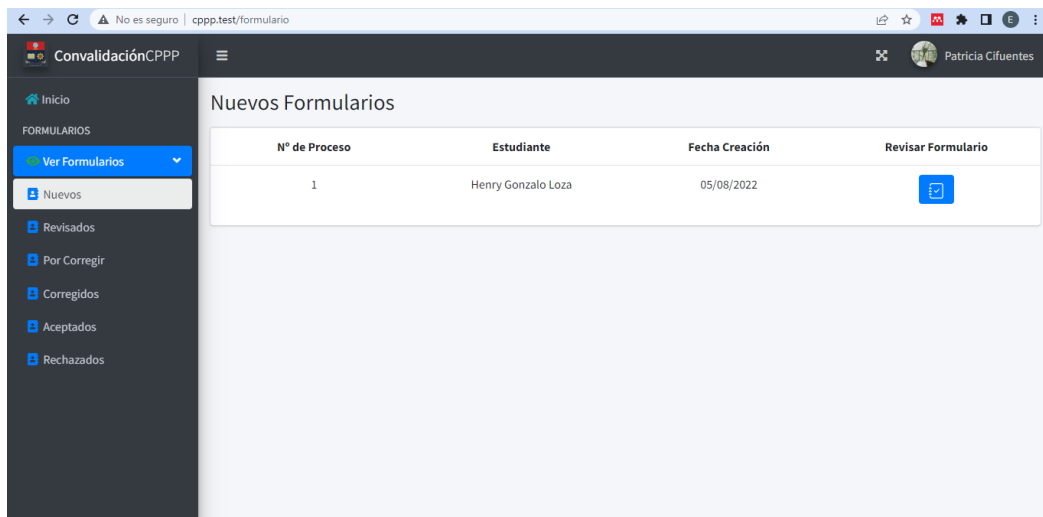 No es seguro | cppp.test/formulario
E
ConvalidaciónCPPP
Patricia Cifuentes
Inicio
FORMULARIOS
Ver Formularios
Nuevos
Revisados
Por Corregir
Corregidos
Aceptados
Rechazados
Nuevos Formularios
Nº de Proceso Estudiante Fecha Creación Revisar Formulario
1 Henry Gonzalo Loza 05/08/2022